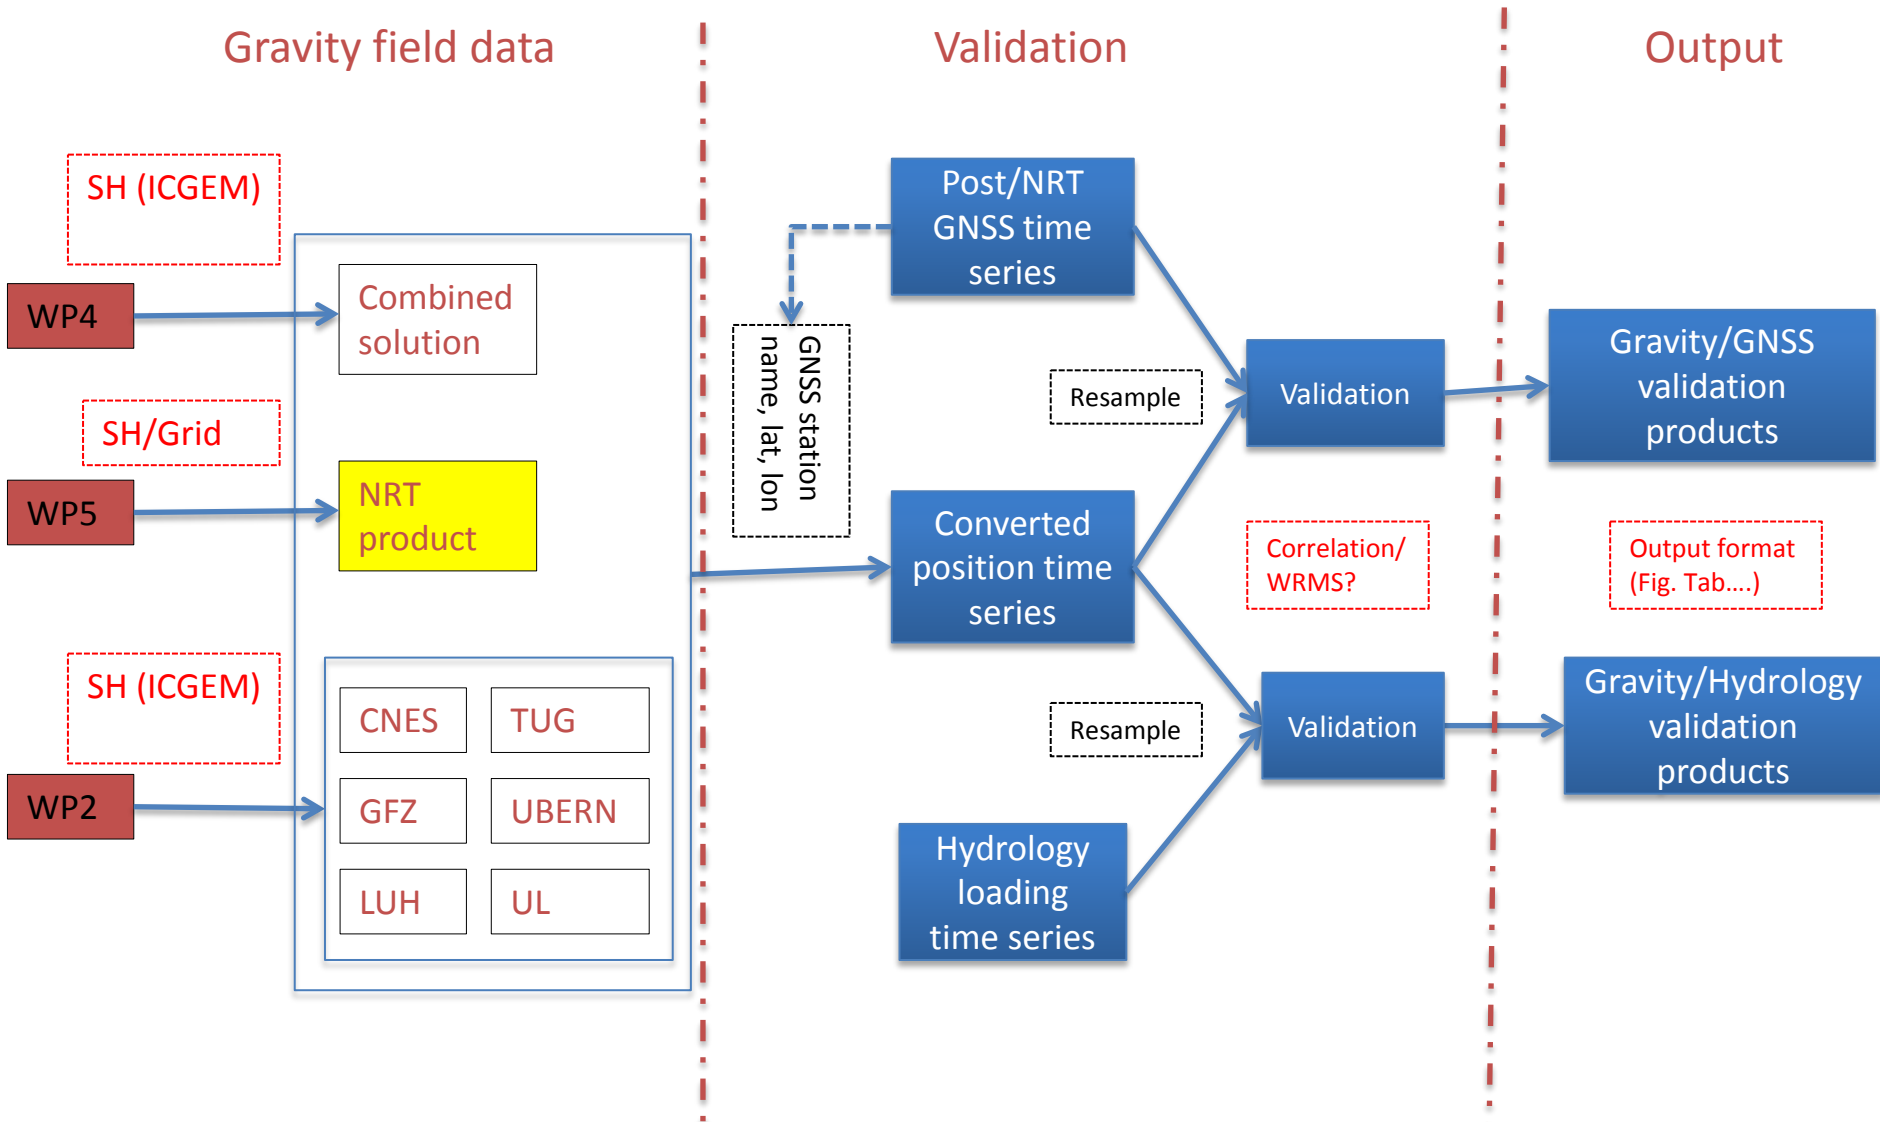 Gravity field data
Validation
Output
SH (ICGEM)
WP4
Combined
solution
SH/Grid
WP5
NRT
product
SH (ICGEM)
WP2
CNES
TUG
GFZ
UBERN
LUH
UL
Post/NRT
GNSS time
series
GNSS station
name, lat, lon
Converted
position time
series
Hydrology
loading
time series
Resample
Resample
Validation
Correlation/
WRMS?
Validation
Gravity/GNSS
validation
products
Output format
(Fig. Tab....)
Gravity/Hydrology
validation
products